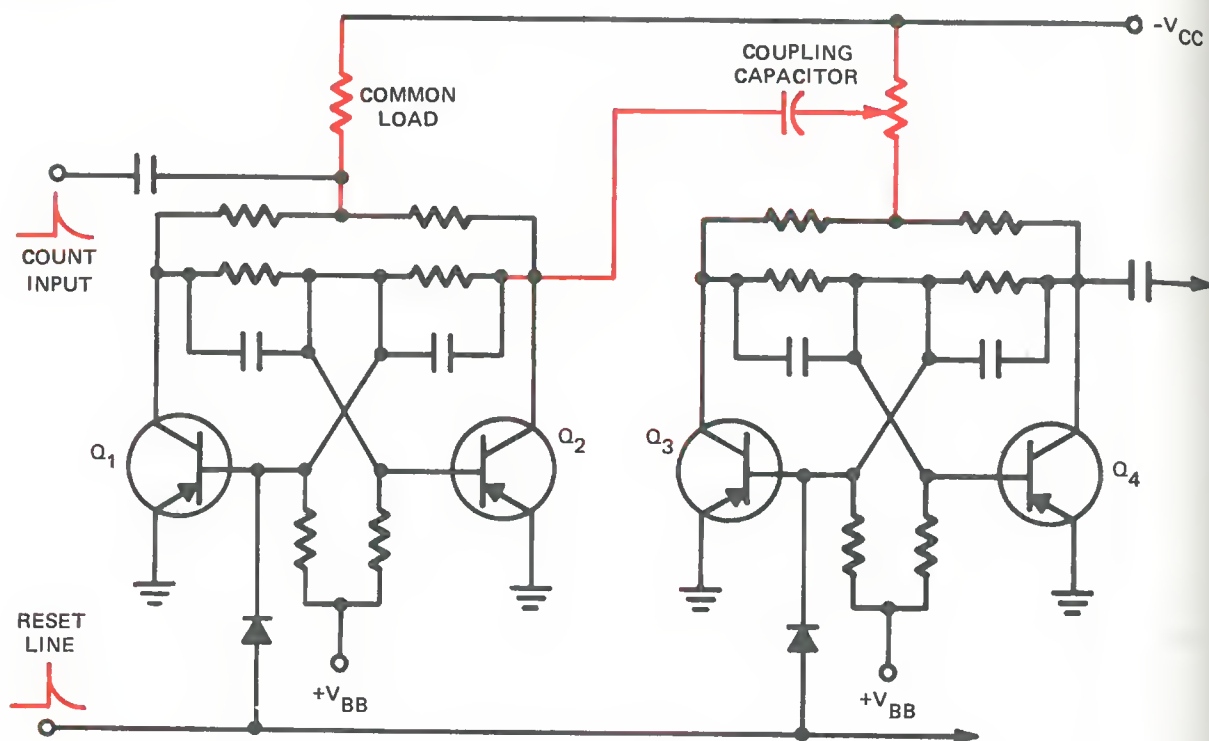 -VCC
COUPLING
CAPACITOR
COMMON
LOAD
COUNT
INPUT
Q1
Q2
Q3
Q4
RESET
LINE
+VBB
+VBB